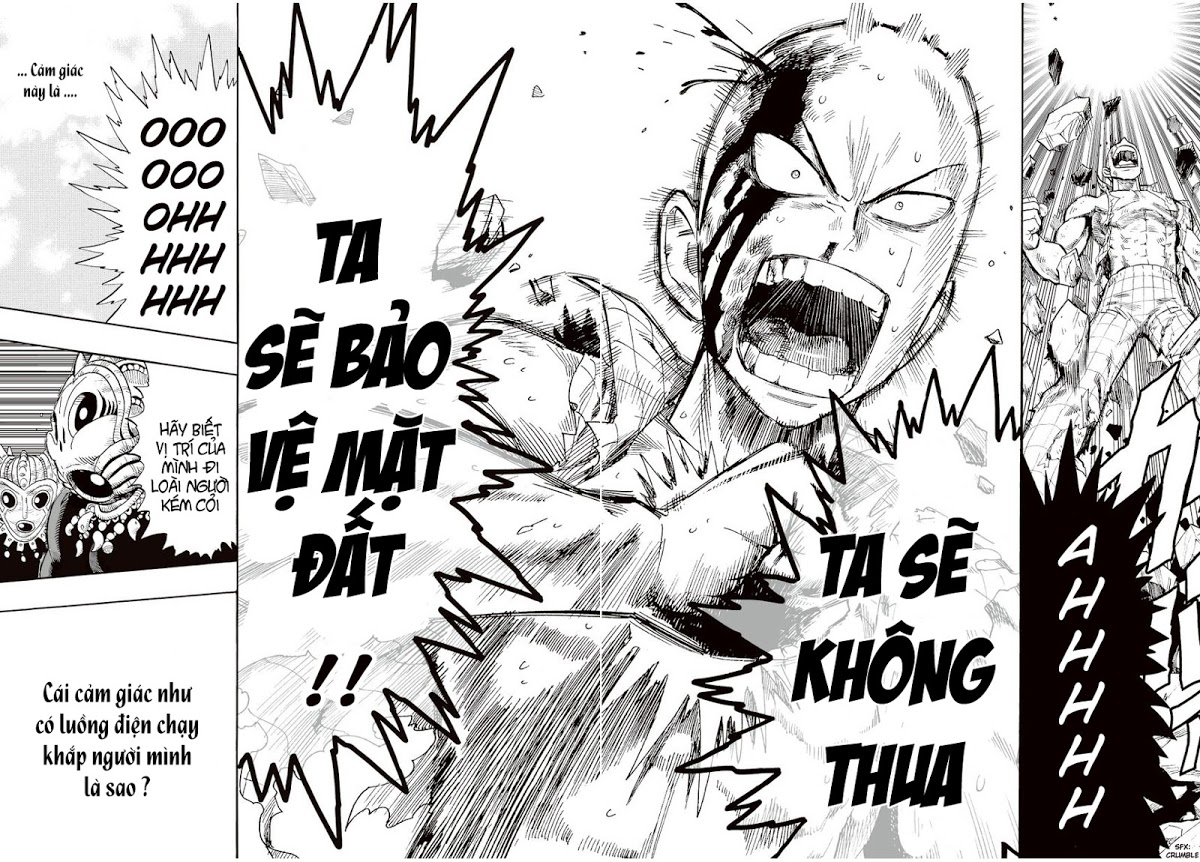 AHHHHHH
SFX:
CRUMBLE
TA SẼ
KHÔNG
THUA
TA
SẼ BẢO
VỆ MẶT
ĐẤT
!!
... Cảm giác
này là ....
OOO
OOO
OHH
HHH
HHH
HÃY BIẾT
VỊ TRÍ CỦA
MÌNH ĐI
LOÀI NGƯỜI
KÉM CỎI
Cái cảm giác như
có luồng điện chạy
khắp người mình
là sao ?